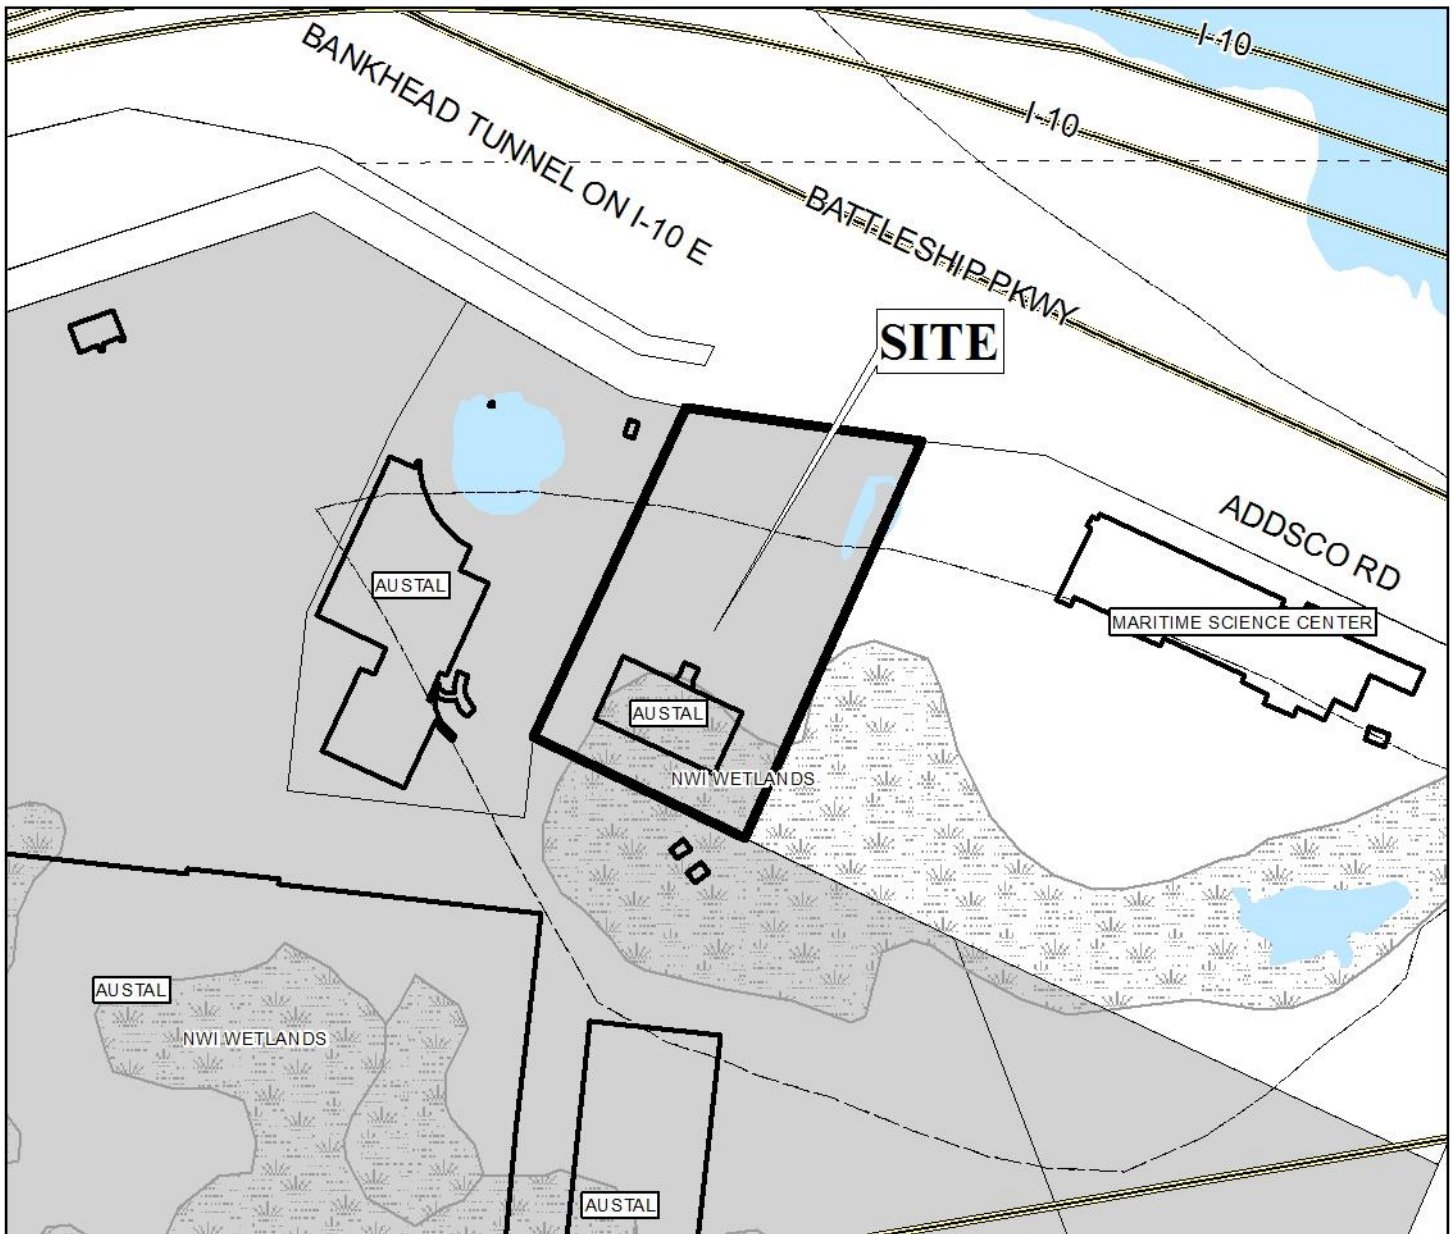 I-10
I-10
BANKHEAD TUNNEL ON I-10 E
BATTLESHIP PKWY
SITE
ADDSCO RD
AUSTAL
MARITIME SCIENCE CENTER
AUSTAL
NWI WETLANDS
AUSTAL
NWI WETLANDS
AUSTAL